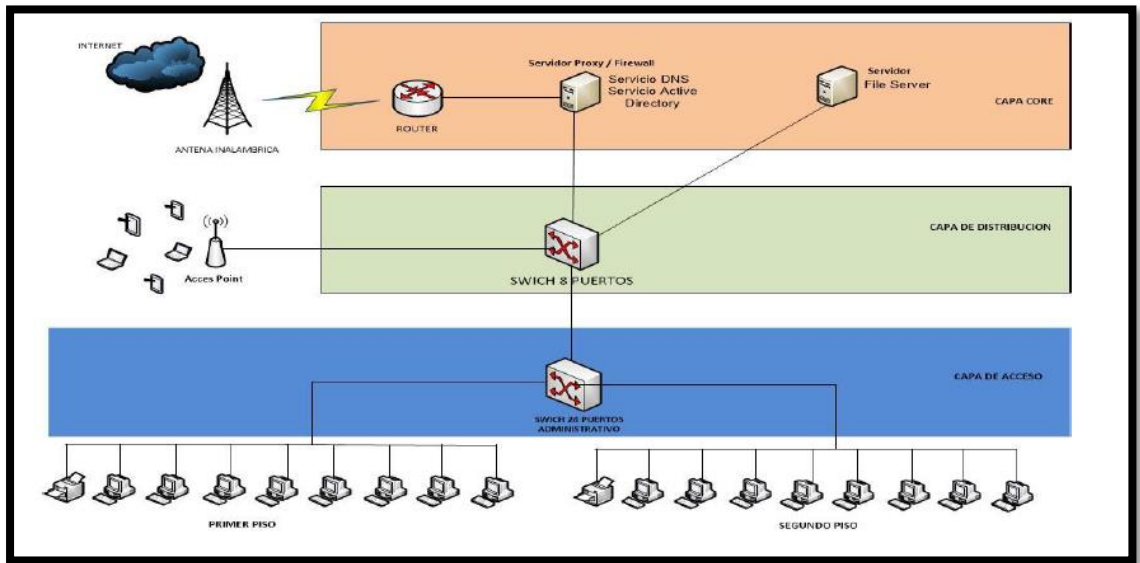 INTERNET
ANTENA INALAMBRICA
ROUTER
Servidor Proxy / Firewall
Servicio DNS
Servicio Active
Directory
Servidor
File Server
CAPA CORE
Acces Point
SWICH 8 PUERTOS
CAPA DE DISTRIBUCION
SWICH 24 PUERTOS
ADMINISTRATIVO
CAPA DE ACCESO
PRIMER PISO
SEGUNDO PISO